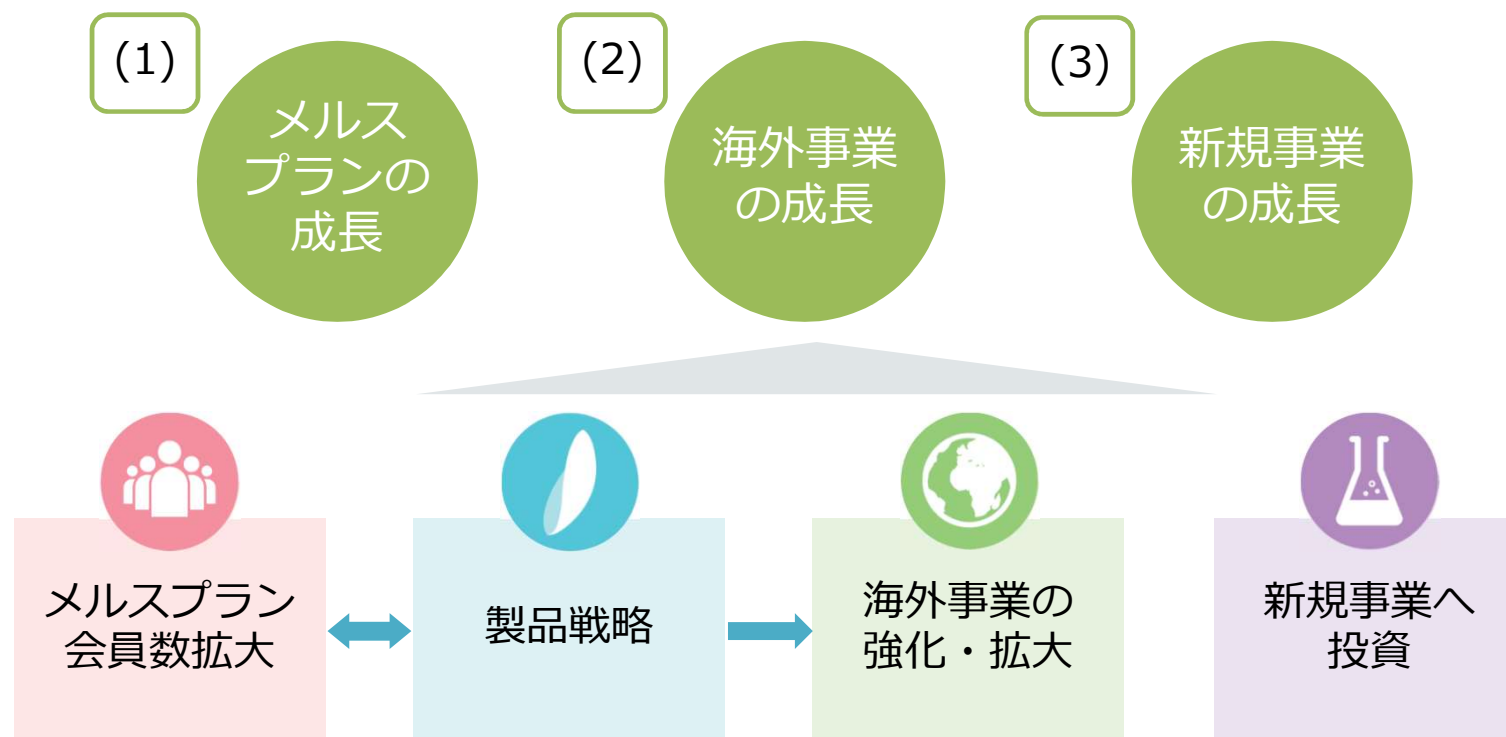 (1)
メルス
プランの
成長
(2)
海外事業
の成長
(3)
新規事業
の成長
メルスプラン
会員数拡大
製品戦略
海外事業の
強化・拡大
新規事業へ
投資